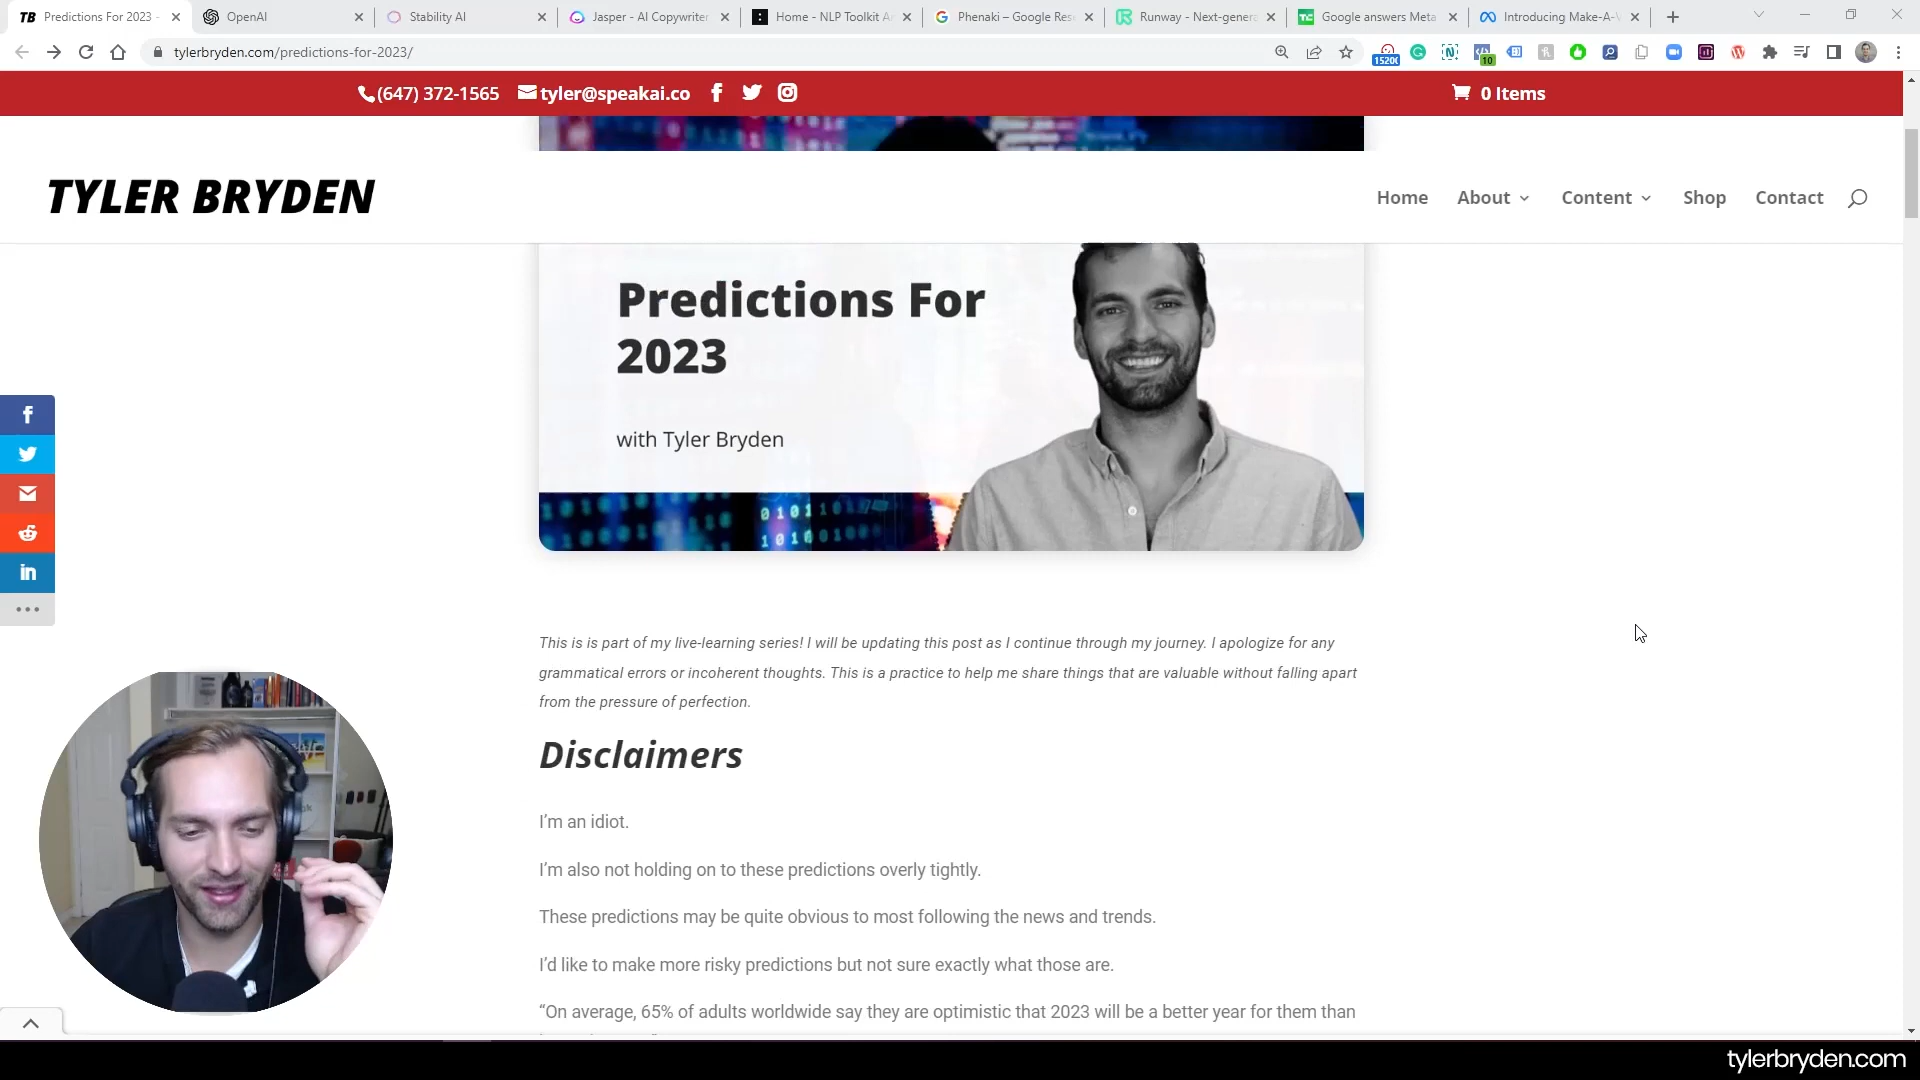 TB Predictions For 2023 -
OpenAI
Stability AI
Jasper - AI Copywriter
Home - NLP Toolkit A
Phenaki – Google Res
Runway - Next-genera
Google answers Meta
Introducing Make-A-V
tylerbryden.com/predictions-for-2023/
1520
10
(647) 372-1565
tyler@speakai.co
0 Items
TYLER BRYDEN
Home
About
Content
Shop
Contact
Predictions For
2023
with Tyler Bryden
This is is part of my live-learning series! I will be updating this post as I continue through my journey. I apologize for any
grammatical errors or incoherent thoughts. This is a practice to help me share things that are valuable without falling apart
from the pressure of perfection.
Disclaimers
I’m an idiot.
I’m also not holding on to these predictions overly tightly.
These predictions may be quite obvious to most following the news and trends.
I’d like to make more risky predictions but not sure exactly what those are.
“On average, 65% of adults worldwide say they are optimistic that 2023 will be a better year for them than
tylerbryden.com